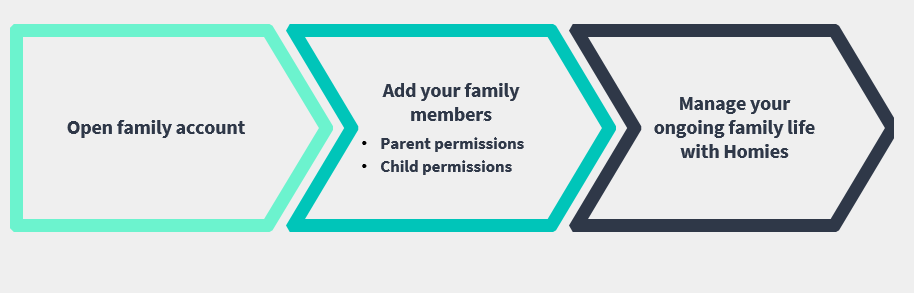 Open family account
Add your family
members
• Parent permissions
• Child permissions
Manage your
ongoing family life
with Homies